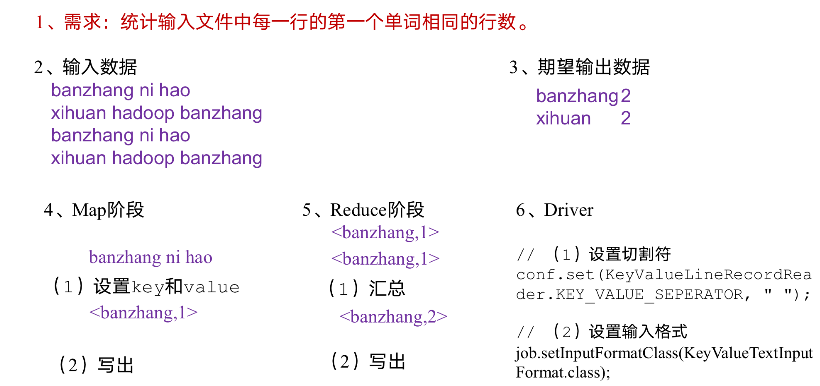 1、需求：统计输入文件中每一行的第一个单词相同的行数。
2、输入数据
banzhang ni hao
xihuan hadoop banzhang
banzhang ni hao
xihuan hadoop banzhang
3、期望输出数据
banzhang 2
xihuan 2
4、Map阶段
banzhang ni hao
（1）设置key和value
<banzhang,1>
（2）写出
5、Reduce阶段
<banzhang,1>
<banzhang,1>
（1）汇总
<banzhang,2>
（2）写出
6、Driver
// （1）设置切割符
conf.set(KeyValueLineRecordRea
der.KEY_VALUE_SEPERATOR, " ");
// （2）设置输入格式
job.setInputFormatClass(KeyValueTextInput
Format.class);